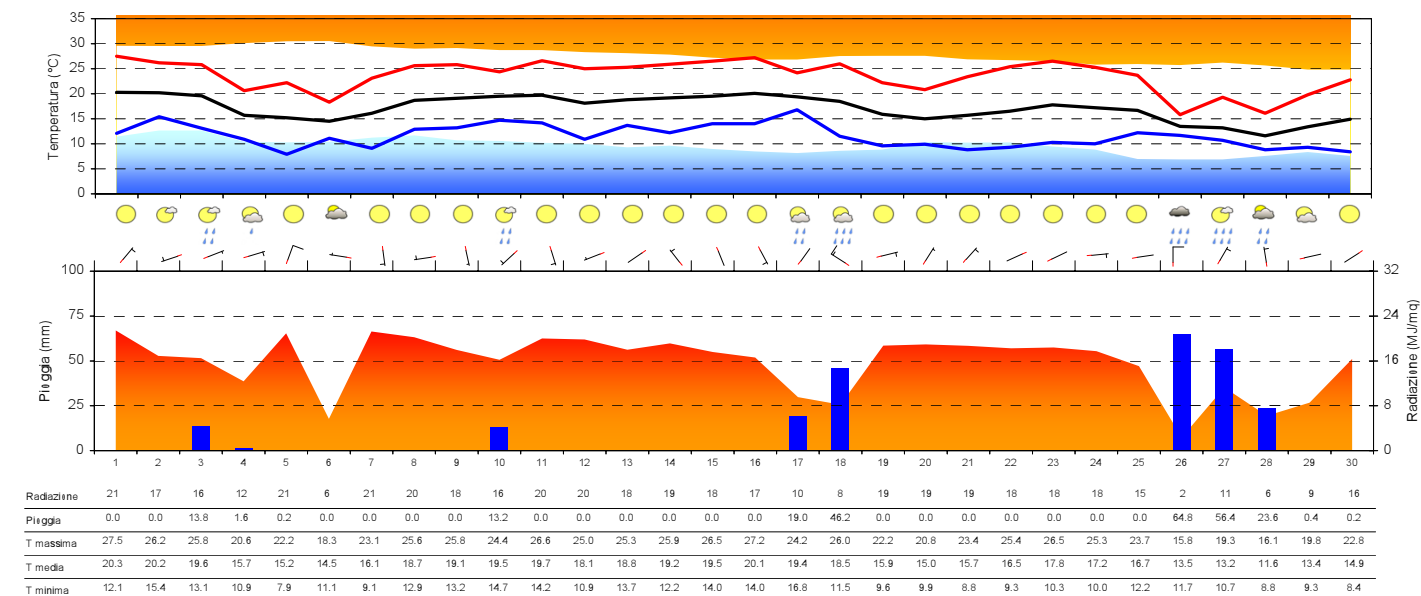 35
30
25
20
15
10
5
0
Temperatura (°C)
100
75
50
25
0
Pioggia (mm)
32
24
16
8
0
Radiazione (MJ/mq)
1 2 3 4 5 6 7 8 9 10 11 12 13 14 15 16 17 18 19 20 21 22 23 24 25 26 27 28 29 30
Radiazione 21 17 16 12 21 6 21 20 18 16 20 20 18 19 18 17 10 8 19 19 19 18 18 18 15 2 11 6 9 16
Pioggia 0.0 0.0 13.8 1.6 0.2 0.0 0.0 0.0 0.0 13.2 0.0 0.0 0.0 0.0 0.0 0.0 19.0 46.2 0.0 0.0 0.0 0.0 0.0 0.0 0.0 64.8 56.4 23.6 0.4 0.2
T massima 27.5 26.2 25.8 20.6 22.2 18.3 23.1 25.6 25.8 24.4 26.6 25.0 25.3 25.9 26.5 27.2 24.2 26.0 22.2 20.8 23.4 25.4 26.5 25.3 23.7 15.8 19.3 16.1 19.8 22.8
T media 20.3 20.2 19.6 15.7 15.2 14.5 16.1 18.7 19.1 19.5 19.7 18.1 18.8 19.2 19.5 20.1 19.4 18.5 15.9 15.0 15.7 16.5 17.8 17.2 16.7 13.5 13.2 11.6 13.4 14.9
T minima 12.1 15.4 13.1 10.9 7.9 11.1 9.1 12.9 13.2 14.7 14.2 10.9 13.7 12.2 14.0 14.0 16.8 11.5 9.6 9.9 8.8 9.3 10.3 10.0 12.2 11.7 10.7 8.8 9.3 8.4